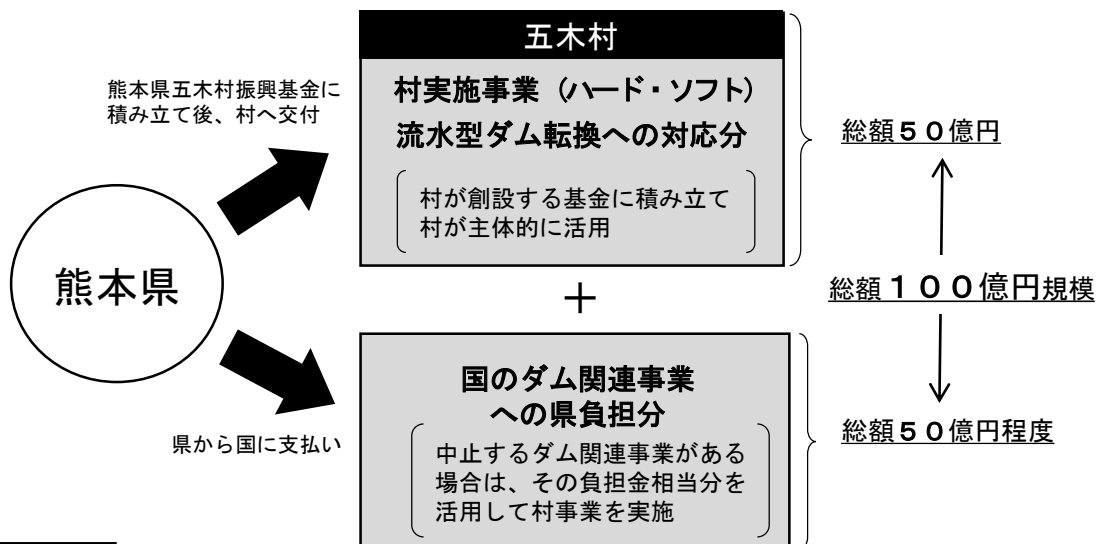 五木村
熊本県五木村振興基金に
積み立て後、村へ交付
村実施事業（ハード・ソフト）
流水型ダム転換への対応分
村が創設する基金に積み立て
村が主体的に活用
総額５０億円
熊本県
＋
総額１００億円規模
国のダム関連事業
への県負担分
県から国に支払い
中止するダム関連事業がある
場合は、その負担金相当分を
活用して村事業を実施
総額５０億円程度